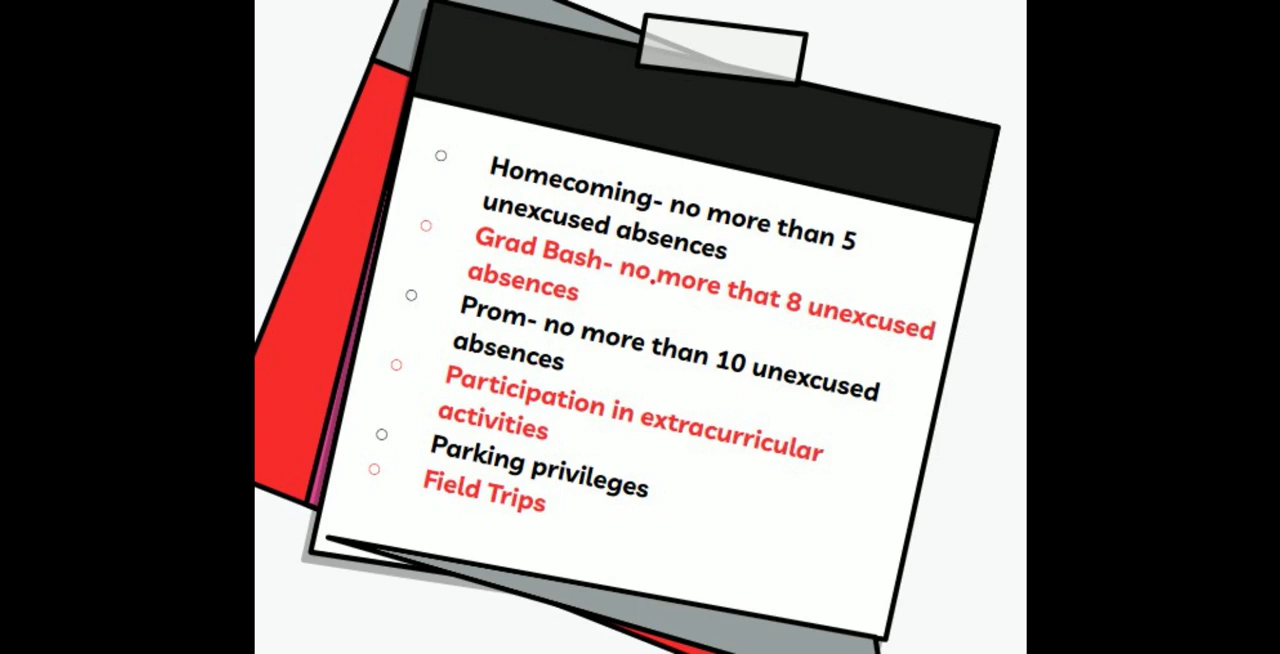 Homecoming- no more than 5
unexcused absences
Grad Bash- no.more that 8 unexcused
absences
Prom- no more than 10 unexcused
absences
Participation in extracurricular
activities
Parking privileges
Field Trips